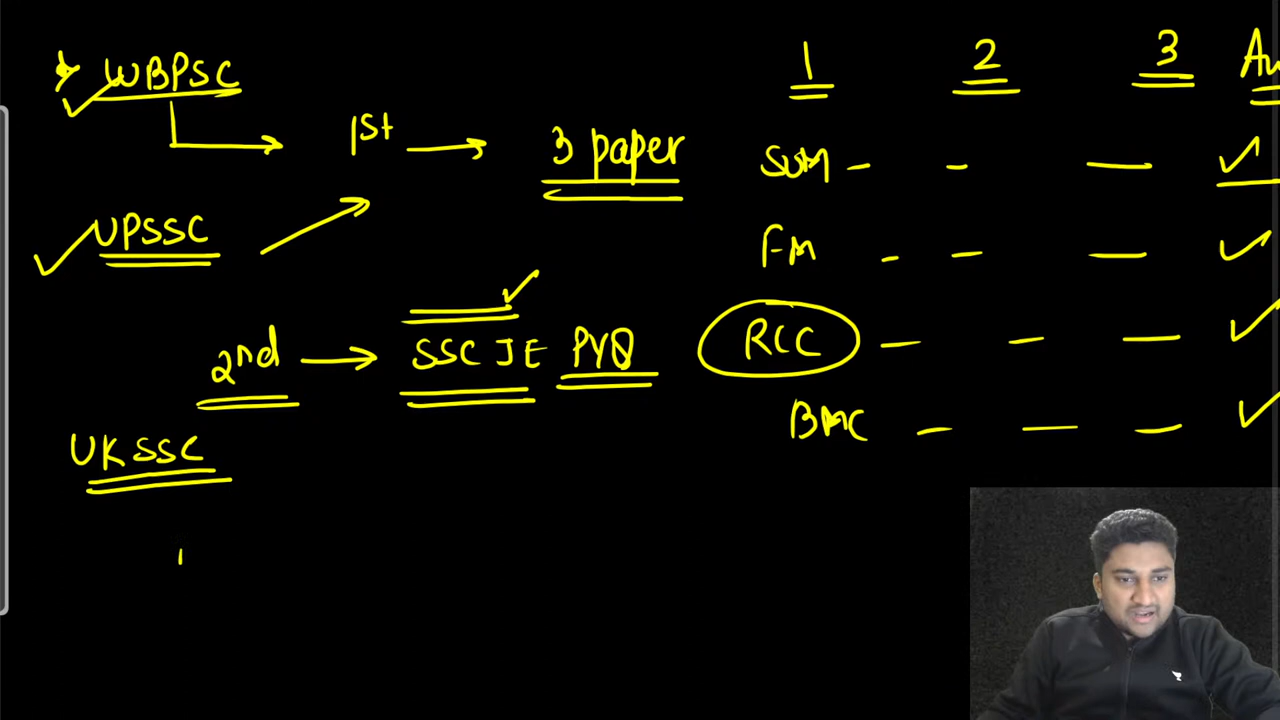 WBPSC
1st
3 paper
UPSSC
2nd
SSC JE PYQ
UKSSC
1 2 3
SOM
FM
RCC
BMC